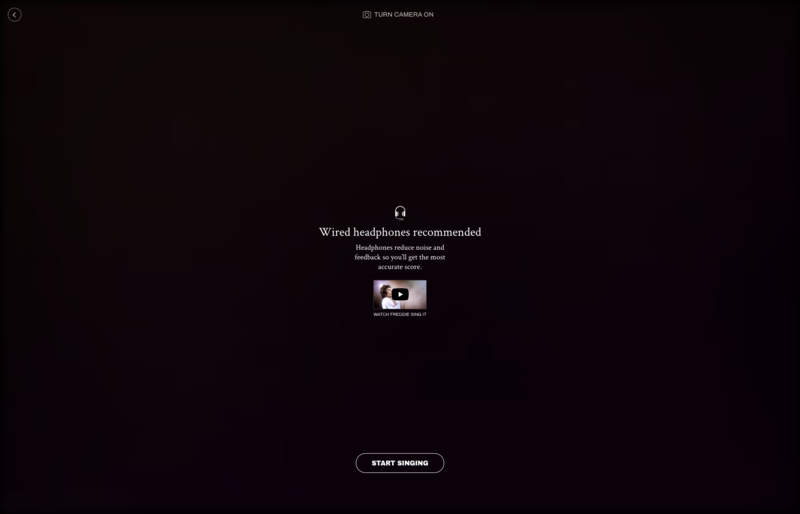 TURN CAMERA ON
Wired headphones recommended
Headphones reduce noise and
feedback so you'll get the most
accurate score.
WATCH FREDDIE SING IT
START SINGING